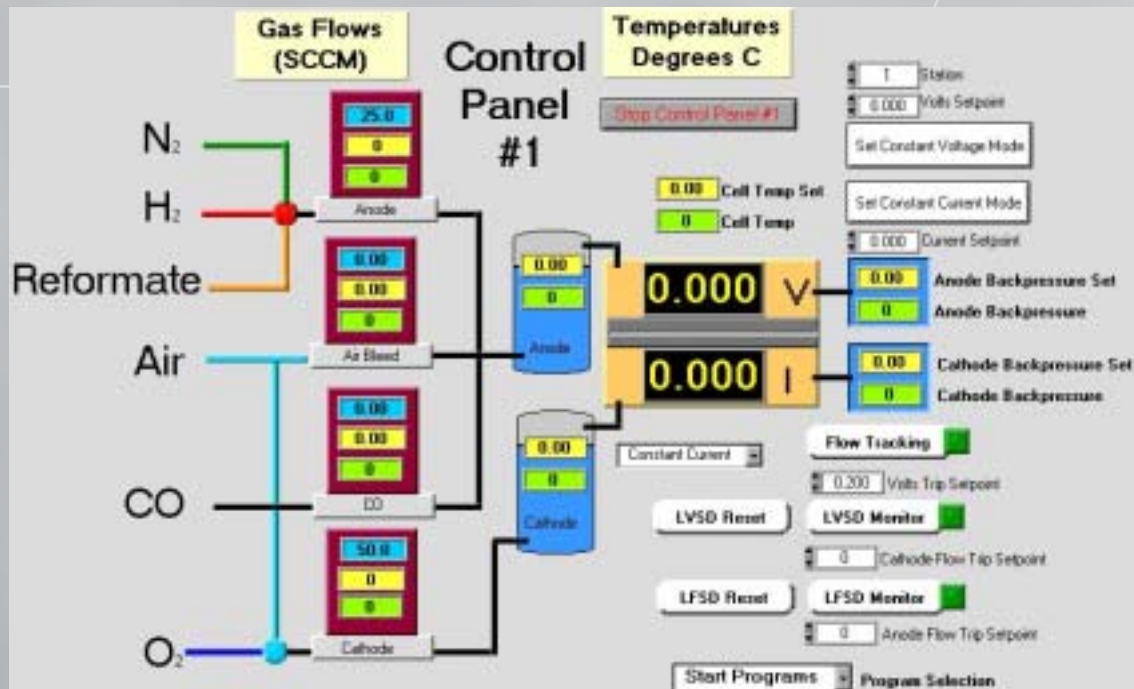 Gas Flows
(SCCM)
Control
Panel
#1
Temperatures
Degrees C
Stop Control Panel #1
1 Station
0.000 Volts Setpoint
Set Constant Voltage Mode
Set Constant Current Mode
0.000 Current Setpoint
N₂
H₂
Reformate
Air
CO
O₂
25.0
0
0
Anode
0.00
0.00
0
Air Bleed
0.00
0.00
0
CO
50.0
0
0
Cathode
0.00 Cell Temp Set
0 Cell Temp
0.00
0
Anode
0.00
0
Cathode
0.000 V
0.000 I
0.00 Anode Backpressure Set
0 Anode Backpressure
0.00 Cathode Backpressure Set
0 Cathode Backpressure
Constant Current
Flow Tracking
0.200 Volts Trip Setpoint
LVSD Reset
LVSD Monitor
0 Cathode Flow Trip Setpoint
LFSD Reset
LFSD Monitor
0 Anode Flow Trip Setpoint
Start Programs
Program Selection